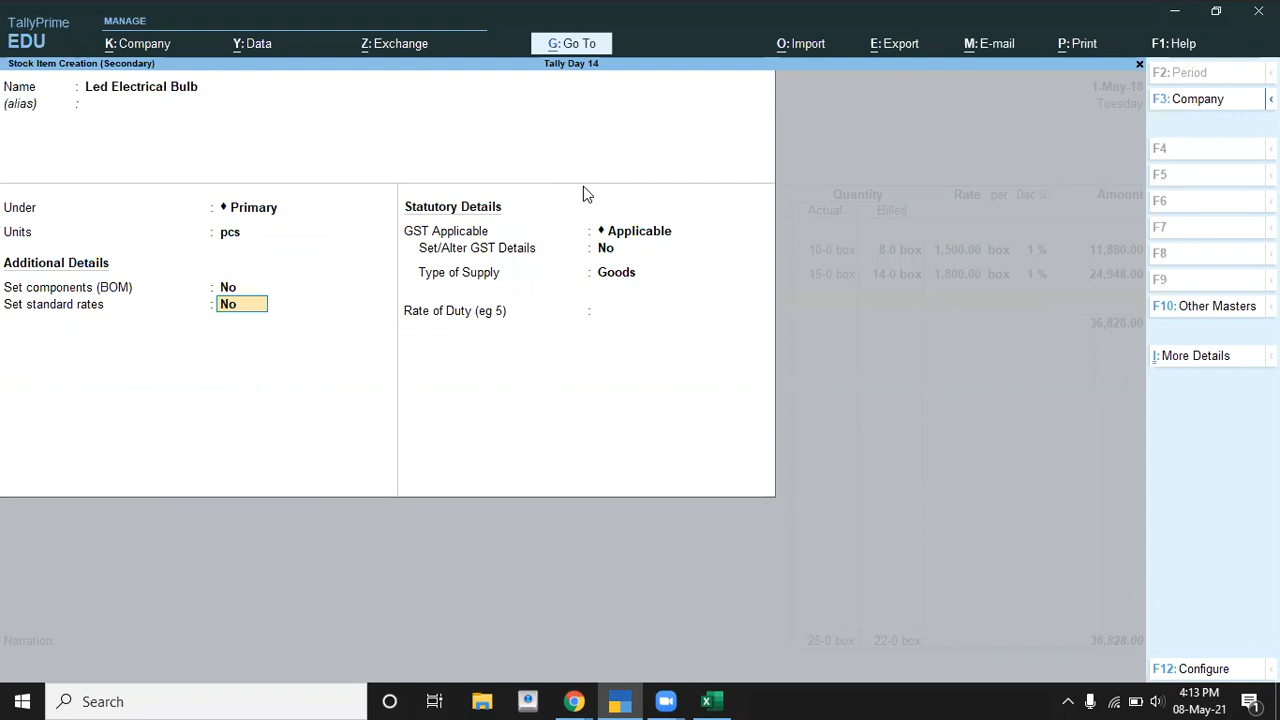 TallyPrime
EDU
MANAGE
K: Company
Y: Data
Z: Exchange
G: Go To
O: Import
E: Export
M: E-mail
P: Print
F1: Help
Stock Item Creation (Secondary)
Tally Day 14
Name : Led Electrical Bulb
(alias) :
Under : ♦ Primary
Units : pcs
Additional Details
Set components (BOM) : No
Set standard rates : No
Statutory Details
GST Applicable : ♦ Applicable
Set/Alter GST Details : No
Type of Supply : Goods
Rate of Duty (eg 5) :
1-May-18
Tuesday
Quantity Rate per Disc % Amount
Actual Billed
10-0 box 8-0 box 1,500.00 box 1 % 11,880.00
15-0 box 14-0 box 1,800.00 box 1 % 24,948.00
36,828.00
Narration:
25-0 box 22-0 box 36,828.00
F2: Period
F3: Company
F4
F5
F6
F7
F8
F9
F10: Other Masters
I: More Details
F12: Configure
Search
4:13 PM
08-May-21
1